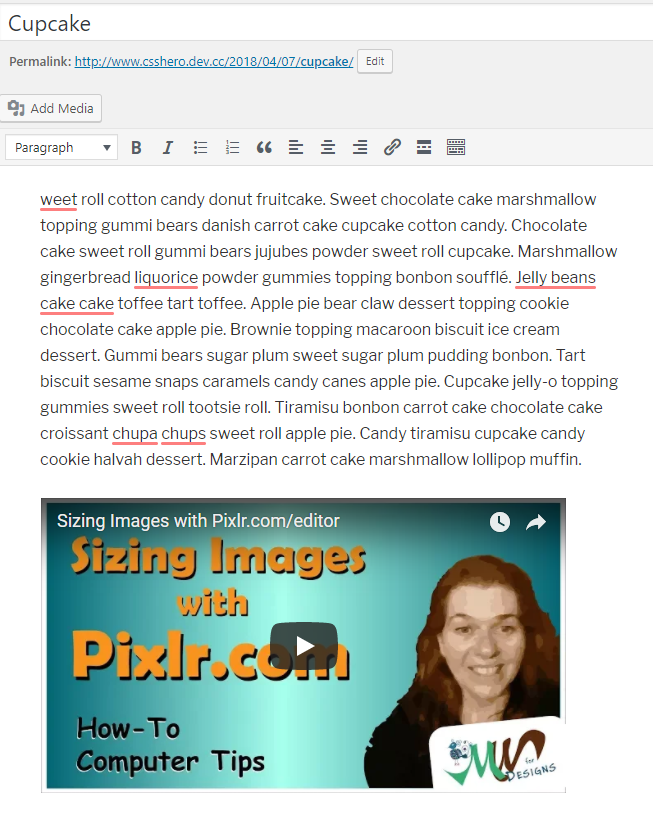 Cupcake
Permalink: http://www.csshero.dev.cc/2018/04/07/cupcake/ Edit
Add Media
Paragraph
weet roll cotton candy donut fruitcake. Sweet chocolate cake marshmallow
topping gummi bears danish carrot cake cupcake cotton candy. Chocolate
cake sweet roll gummi bears jujubes powder sweet roll cupcake. Marshmallow
gingerbread liquorice powder gummies topping bonbon soufflé. Jelly beans
cake cake toffee tart toffee. Apple pie bear claw dessert topping cookie
chocolate cake apple pie. Brownie topping macaroon biscuit ice cream
dessert. Gummi bears sugar plum sweet sugar plum pudding bonbon. Tart
biscuit sesame snaps caramels candy canes apple pie. Cupcake jelly-o topping
gummies sweet roll tootsie roll. Tiramisu bonbon carrot cake chocolate cake
croissant chupa chups sweet roll apple pie. Candy tiramisu cupcake candy
cookie halvah dessert. Marzipan carrot cake marshmallow lollipop muffin.
Sizing Images with Pixlr.com/editor
Sizing Images
with
Pixlr.com
How-To
Computer Tips
for
DESIGNS